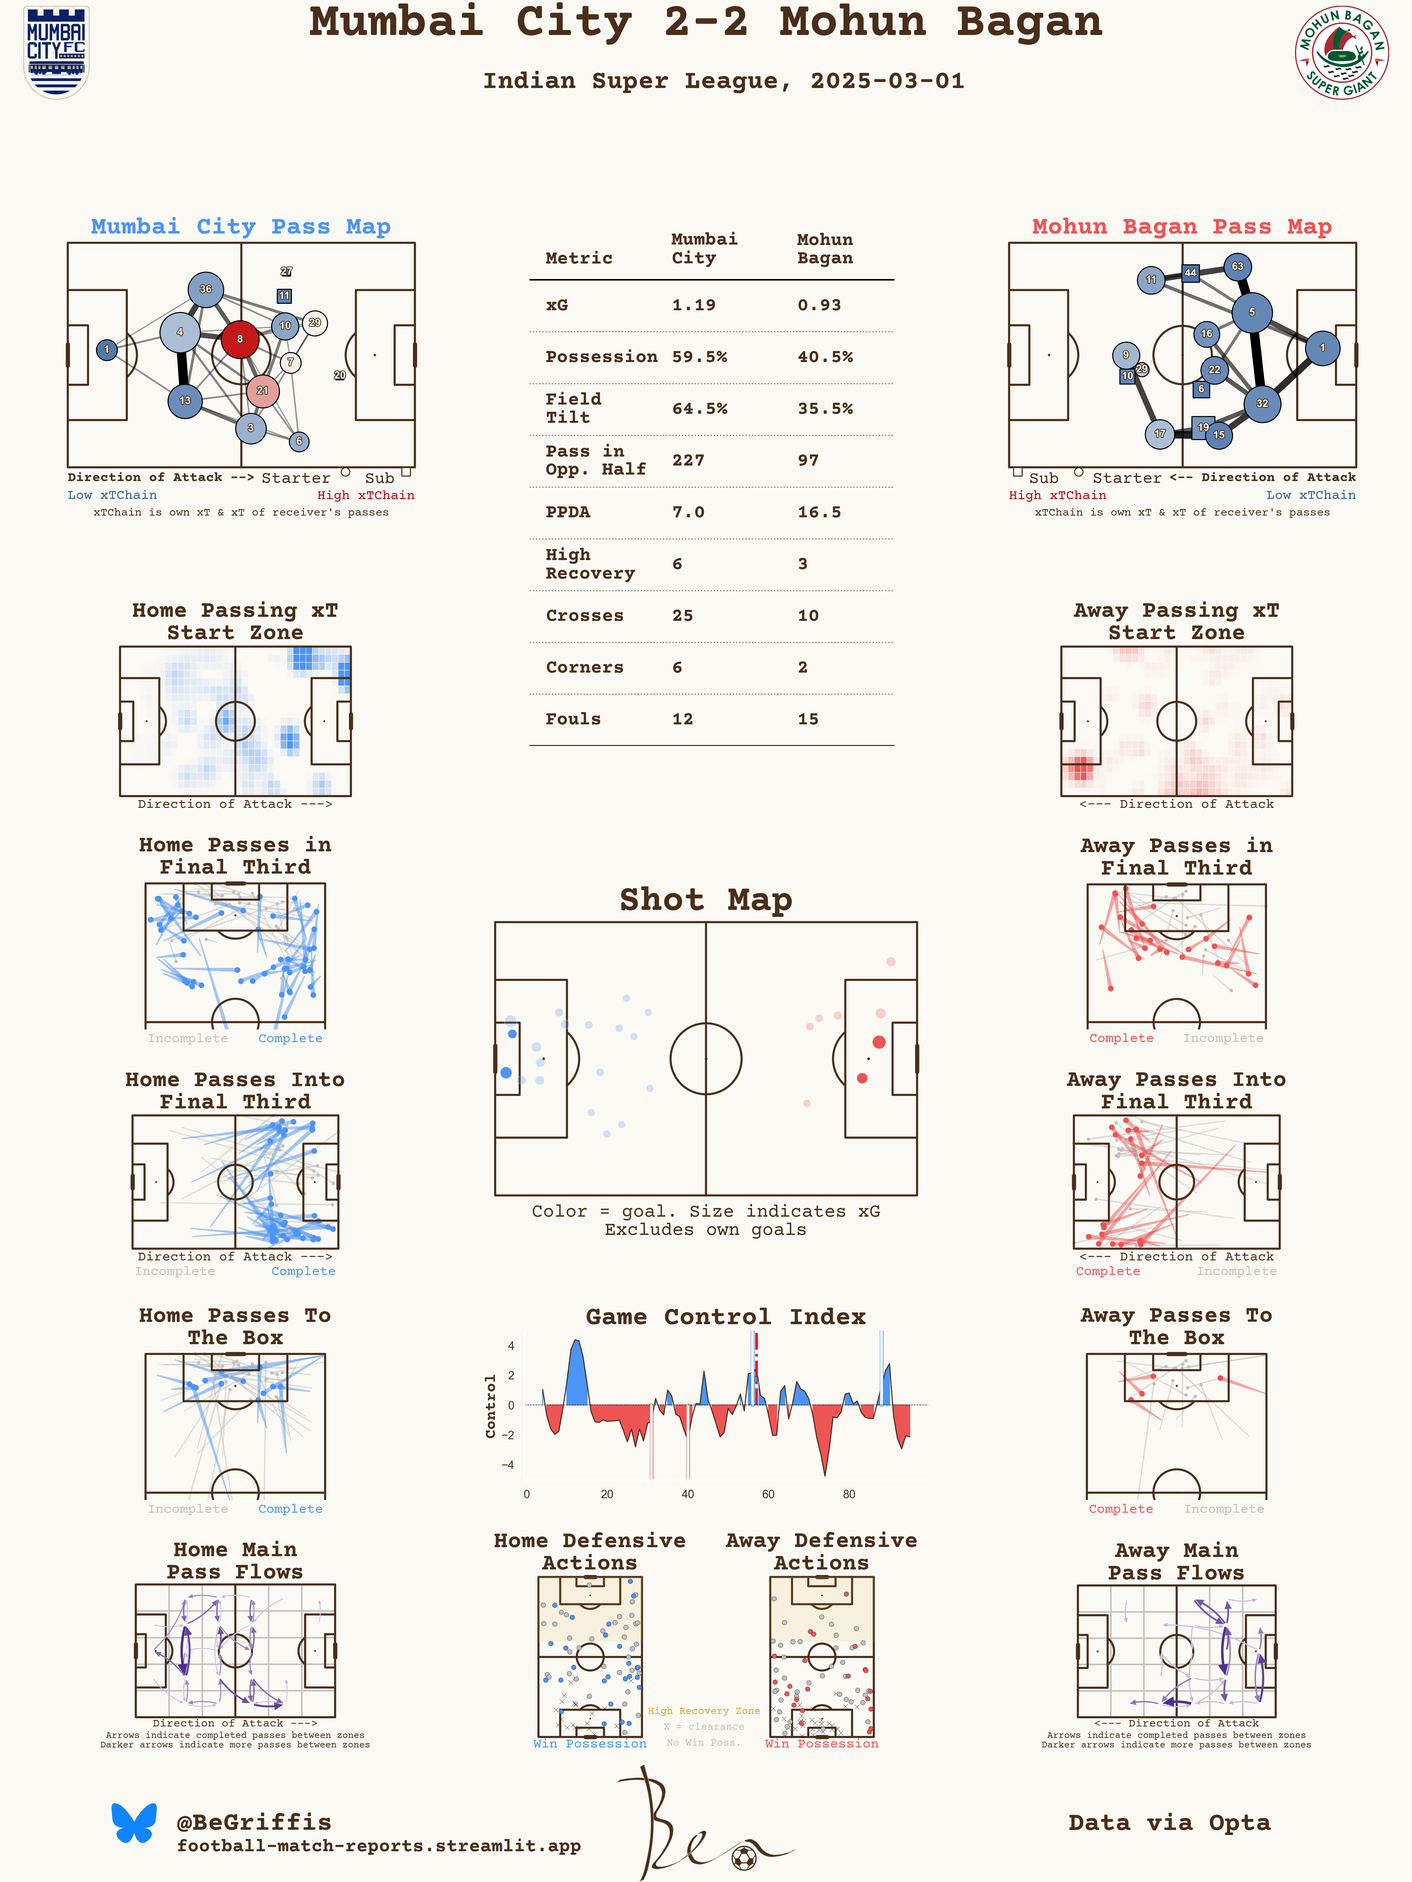 Mumbai City 2-2 Mohun Bagan
Indian Super League, 2025-03-01
MUMBAI
CITY FC
MOHUN BAGAN
SUPER GIANT
Mumbai City Pass Map
27
11
36
10
29
4
8
1
7
20
21
13
3
6
Direction of Attack --> Starter Sub
Low xTChain High xTChain
xTChain is own xT & xT of receiver's passes
Metric Mumbai City Mohun Bagan
xG 1.19 0.93
Possession 59.5% 40.5%
Field Tilt 64.5% 35.5%
Pass in Opp. Half 227 97
PPDA 7.0 16.5
High Recovery 6 3
Crosses 25 10
Corners 6 2
Fouls 12 15
Mohun Bagan Pass Map
11
44
63
5
16
1
9
29
10
22
6
32
17
19
15
Sub Starter <-- Direction of Attack
High xTChain Low xTChain
xTChain is own xT & xT of receiver's passes
Home Passing xT
Start Zone
Direction of Attack --->
Away Passing xT
Start Zone
<--- Direction of Attack
Home Passes in
Final Third
Incomplete Complete
Away Passes in
Final Third
Complete Incomplete
Shot Map
Color = goal. Size indicates xG
Excludes own goals
Home Passes Into
Final Third
Direction of Attack --->
Incomplete Complete
Away Passes Into
Final Third
<--- Direction of Attack
Complete Incomplete
Home Passes To
The Box
Incomplete Complete
Game Control Index
Control
4
2
0
−2
−4
0 20 40 60 80
Away Passes To
The Box
Complete Incomplete
Home Main
Pass Flows
Direction of Attack --->
Arrows indicate completed passes between zones
Darker arrows indicate more passes between zones
Home Defensive
Actions
Win Possession
Away Defensive
Actions
Win Possession
High Recovery Zone
X = clearance
No Win Poss.
Away Main
Pass Flows
<--- Direction of Attack
Arrows indicate completed passes between zones
Darker arrows indicate more passes between zones
@BeGriffis
football-match-reports.streamlit.app
Ben
Data via Opta